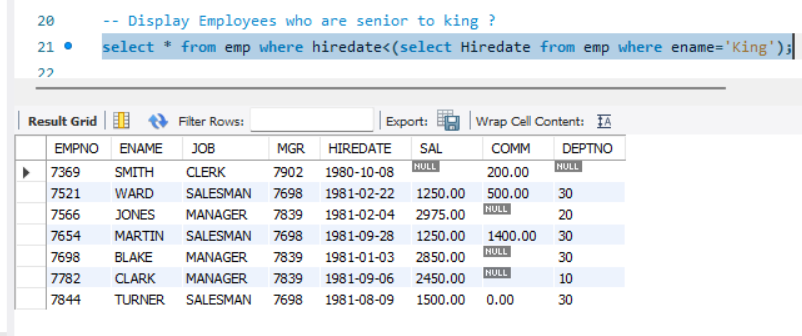 20 -- Display Employees who are senior to king ?
21 select * from emp where hiredate<(select Hiredate from emp where ename='King');
22
Result Grid Filter Rows: Export: Wrap Cell Content:
EMPNO ENAME JOB MGR HIREDATE SAL COMM DEPTNO
7369 SMITH CLERK 7902 1980-10-08 NULL 200.00 NULL
7521 WARD SALESMAN 7698 1981-02-22 1250.00 500.00 30
7566 JONES MANAGER 7839 1981-02-04 2975.00 NULL 20
7654 MARTIN SALESMAN 7698 1981-09-28 1250.00 1400.00 30
7698 BLAKE MANAGER 7839 1981-01-03 2850.00 NULL 30
7782 CLARK MANAGER 7839 1981-09-06 2450.00 NULL 10
7844 TURNER SALESMAN 7698 1981-08-09 1500.00 0.00 30